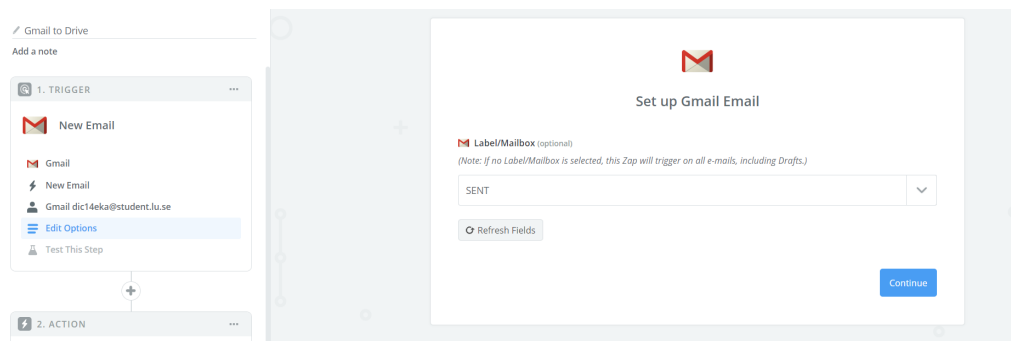 Gmail to Drive
Add a note
1. TRIGGER
New Email
Gmail
New Email
Gmail dic14eka@student.lu.se
Edit Options
Test This Step
2. ACTION
Set up Gmail Email
Label/Mailbox (optional)
(Note: If no Label/Mailbox is selected, this Zap will trigger on all e-mails, including Drafts.)
SENT
Refresh Fields
Continue